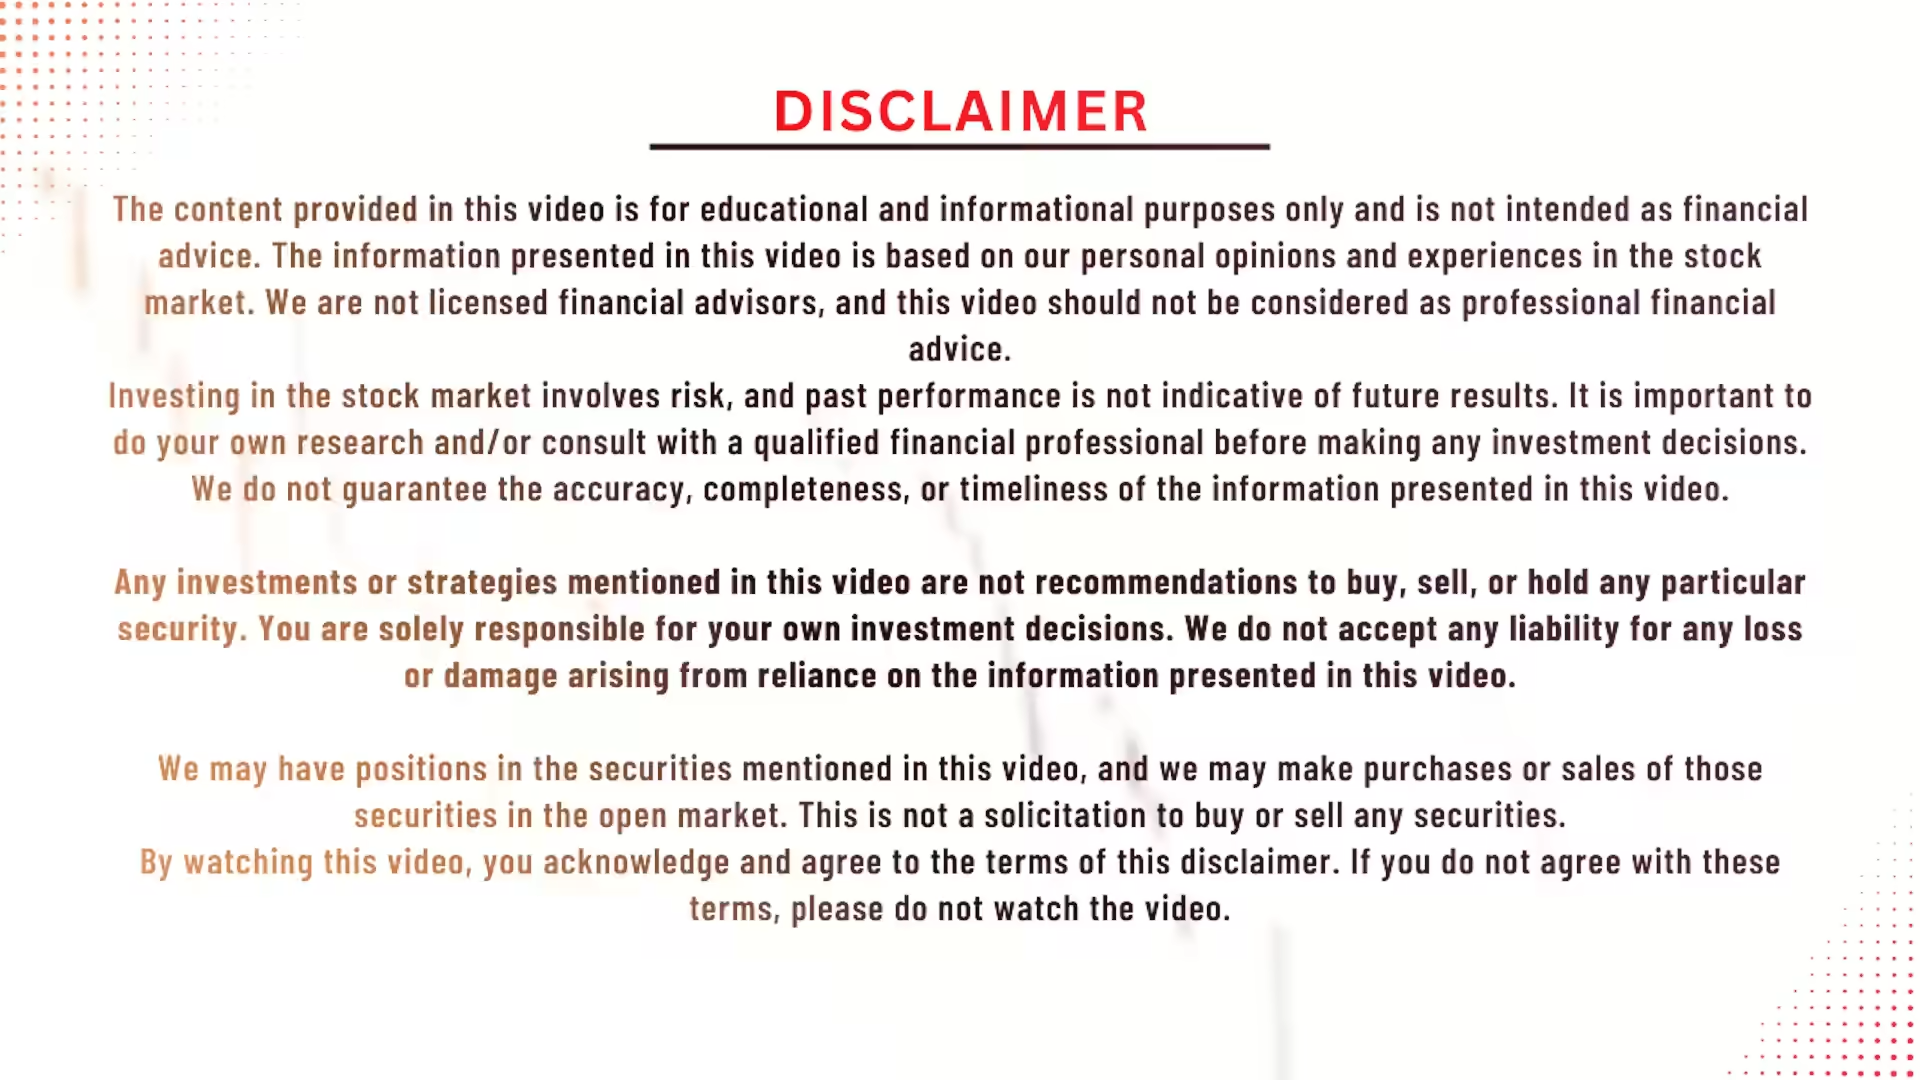 DISCLAIMER
The content provided in this video is for educational and informational purposes only and is not intended as financial
advice. The information presented in this video is based on our personal opinions and experiences in the stock
market. We are not licensed financial advisors, and this video should not be considered as professional financial
advice.
Investing in the stock market involves risk, and past performance is not indicative of future results. It is important to
do your own research and/or consult with a qualified financial professional before making any investment decisions.
We do not guarantee the accuracy, completeness, or timeliness of the information presented in this video.
Any investments or strategies mentioned in this video are not recommendations to buy, sell, or hold any particular
security. You are solely responsible for your own investment decisions. We do not accept any liability for any loss
or damage arising from reliance on the information presented in this video.
We may have positions in the securities mentioned in this video, and we may make purchases or sales of those
securities in the open market. This is not a solicitation to buy or sell any securities.
By watching this video, you acknowledge and agree to the terms of this disclaimer. If you do not agree with these
terms, please do not watch the video.